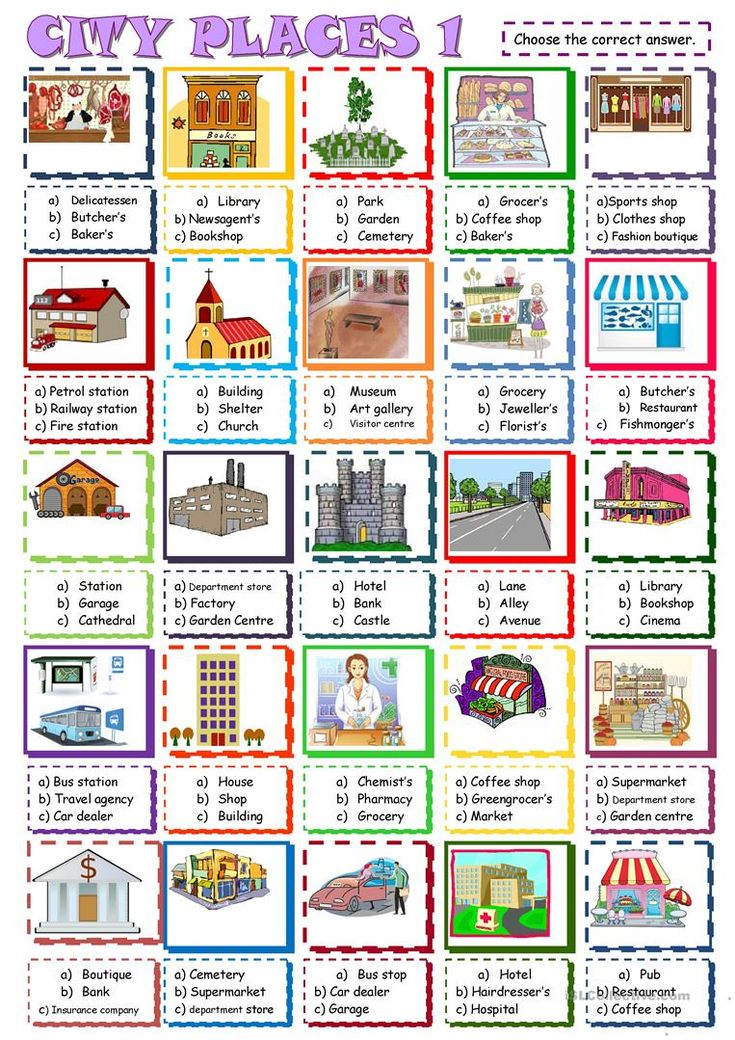 CITY PLACES 1
Choose the correct answer.
Books
a) Delicatessen
b) Butcher's
c) Baker's
a) Library
b) Newsagent's
c) Bookshop
a) Park
b) Garden
c) Cemetery
a) Grocer's
b) Coffee shop
c) Baker's
a)Sports shop
b) Clothes shop
c) Fashion boutique
112
a) Petrol station
b) Railway station
c) Fire station
a) Building
b) Shelter
c) Church
a) Museum
b) Art gallery
c) Visitor centre
a) Grocery
b) Jeweller's
c) Florist's
a) Butcher's
b) Restaurant
c) Fishmonger's
Garage
a) Station
b) Garage
c) Cathedral
a) Department store
b) Factory
c) Garden Centre
a) Hotel
b) Bank
c) Castle
a) Lane
b) Alley
c) Avenue
a) Library
b) Bookshop
c) Cinema
a) Bus station
b) Travel agency
c) Car dealer
a) House
b) Shop
c) Building
a) Chemist's
b) Pharmacy
c) Grocery
a) Coffee shop
b) Greengrocer's
c) Market
a) Supermarket
b) Department store
c) Garden centre
$
a) Boutique
b) Bank
c) Insurance company
a) Cemetery
b) Supermarket
c) department store
a) Bus stop
b) Car dealer
c) Garage
a) Hotel
b) Hairdresser's
c) Hospital
a) Pub
b) Restaurant
c) Coffee shop
iSLCollective.com